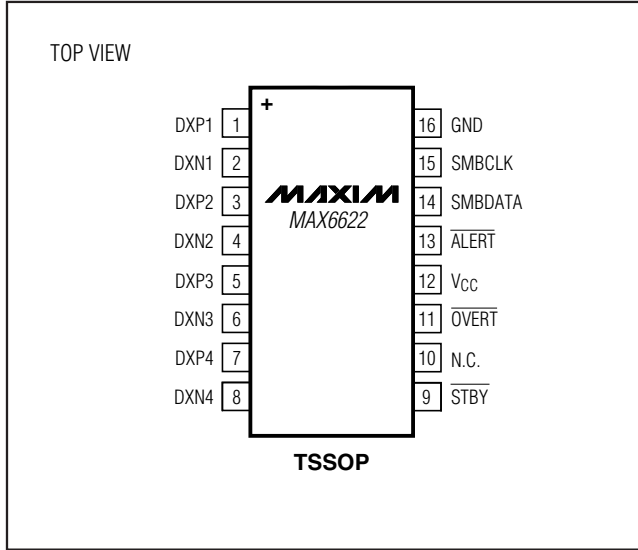 TOP VIEW
+
DXP1 1
DXN1 2
DXP2 3
DXN2 4
DXP3 5
DXN3 6
DXP4 7
DXN4 8
MAXIM
MAX6622
16 GND
15 SMBCLK
14 SMBDATA
13 ALERT
12 VCC
11 OVERT
10 N.C.
9 STBY
TSSOP